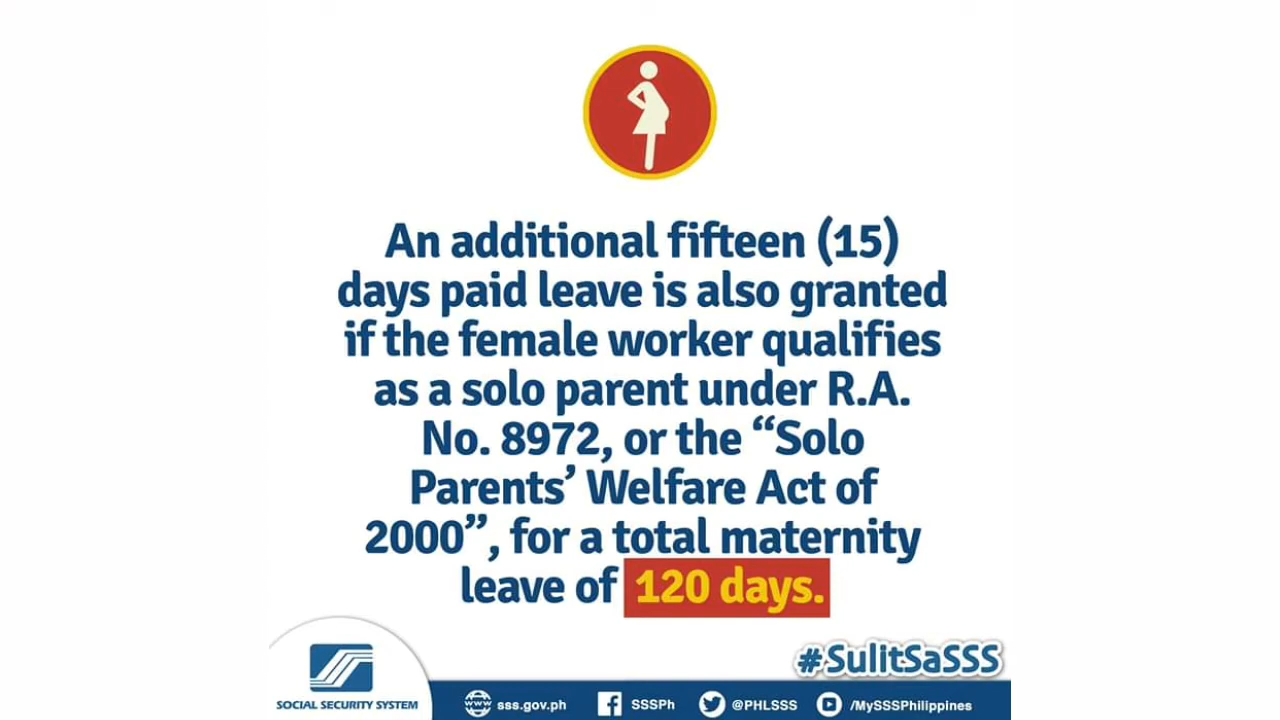 An additional fifteen (15)
days paid leave is also granted
if the female worker qualifies
as a solo parent under R.A.
No. 8972, or the “Solo
Parents’ Welfare Act of
2000”, for a total maternity
leave of 120 days.
#SulitSaSSS
SOCIAL SECURITY SYSTEM
www sss.gov.ph SSSPh @PHLSSS /MySSSPhilippines